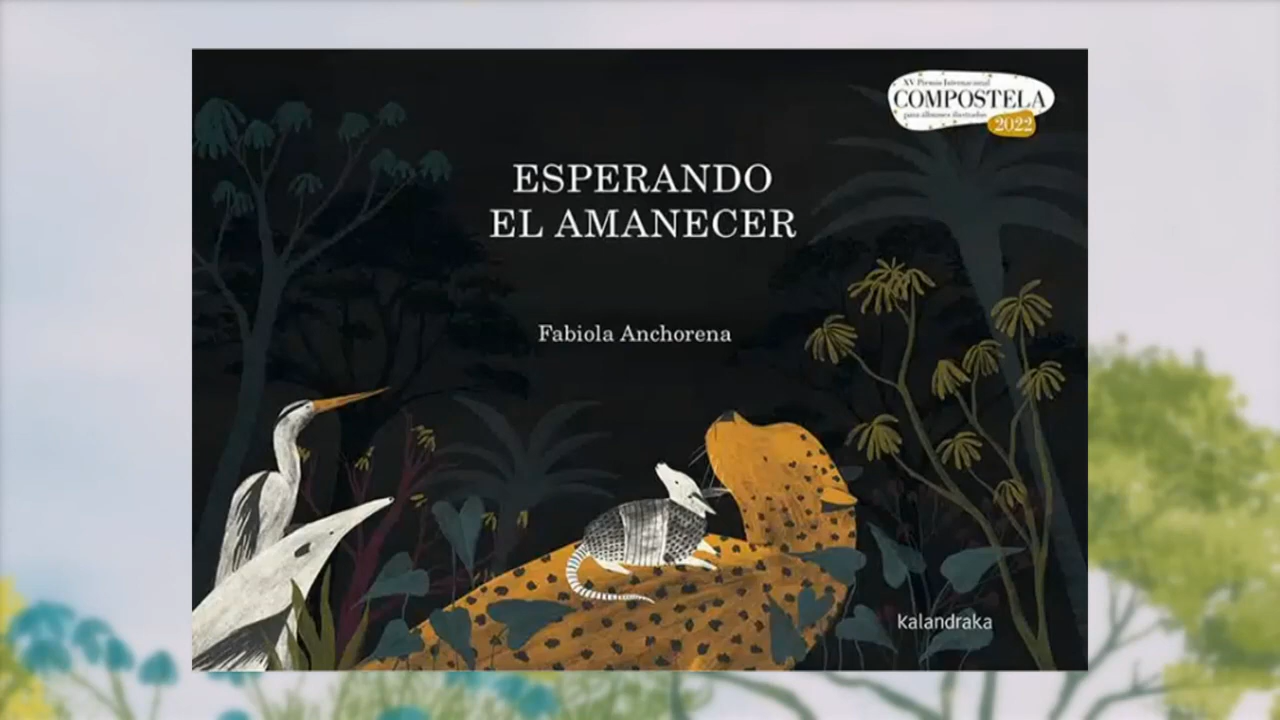 XV Premio Internacional
COMPOSTELA
para álbumes ilustrados
2022
ESPERANDO
EL AMANECER
Fabiola Anchorena
kalandraka